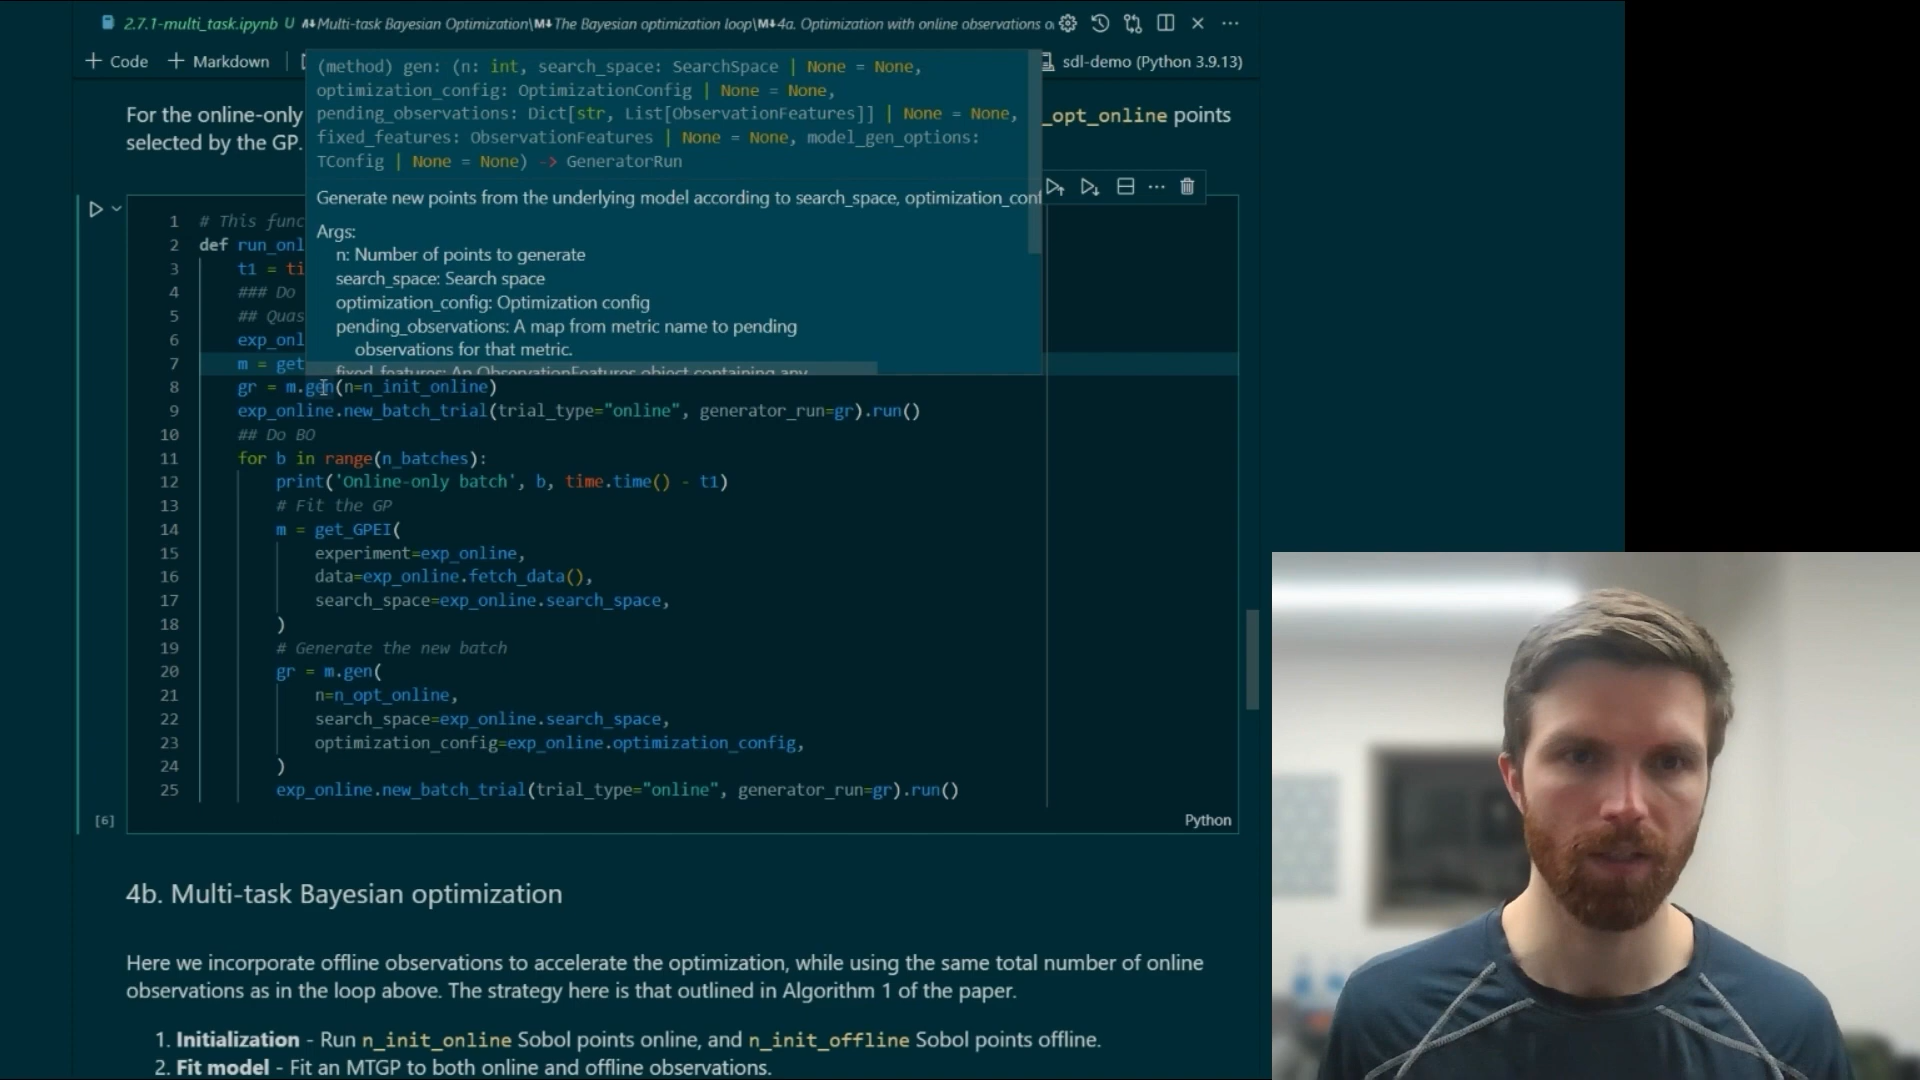 2.7.1-multi_task.ipynb U M↓Multi-task Bayesian Optimization\M↓The Bayesian optimization loop\M↓4a. Optimization with online observations o
+ Code + Markdown
sdl-demo (Python 3.9.13)
(method) gen: (n: int, search_space: SearchSpace | None = None,
optimization_config: OptimizationConfig | None = None,
pending_observations: Dict[str, List[ObservationFeatures]] | None = None,
fixed_features: ObservationFeatures | None = None, model_gen_options:
TConfig | None = None) -> GeneratorRun
Generate new points from the underlying model according to search_space, optimization_conf
Args:
n: Number of points to generate
search_space: Search space
optimization_config: Optimization config
pending_observations: A map from metric name to pending
observations for that metric.
fixed_features: An ObservationFeatures object containing any
For the online-only _opt_online points
selected by the GP.
1 # This func
2 def run_onl
3 t1 = ti
4 ### Do
5 ## Quas
6 exp_onl
7 m = get
8 gr = m.gen(n=n_init_online)
9 exp_online.new_batch_trial(trial_type="online", generator_run=gr).run()
10 ## Do BO
11 for b in range(n_batches):
12 print('Online-only batch', b, time.time() - t1)
13 # Fit the GP
14 m = get_GPEI(
15 experiment=exp_online,
16 data=exp_online.fetch_data(),
17 search_space=exp_online.search_space,
18 )
19 # Generate the new batch
20 gr = m.gen(
21 n=n_opt_online,
22 search_space=exp_online.search_space,
23 optimization_config=exp_online.optimization_config,
24 )
25 exp_online.new_batch_trial(trial_type="online", generator_run=gr).run()
[6]
Python
4b. Multi-task Bayesian optimization
Here we incorporate offline observations to accelerate the optimization, while using the same total number of online
observations as in the loop above. The strategy here is that outlined in Algorithm 1 of the paper.
1. Initialization - Run n_init_online Sobol points online, and n_init_offline Sobol points offline.
2. Fit model - Fit an MTGP to both online and offline observations.